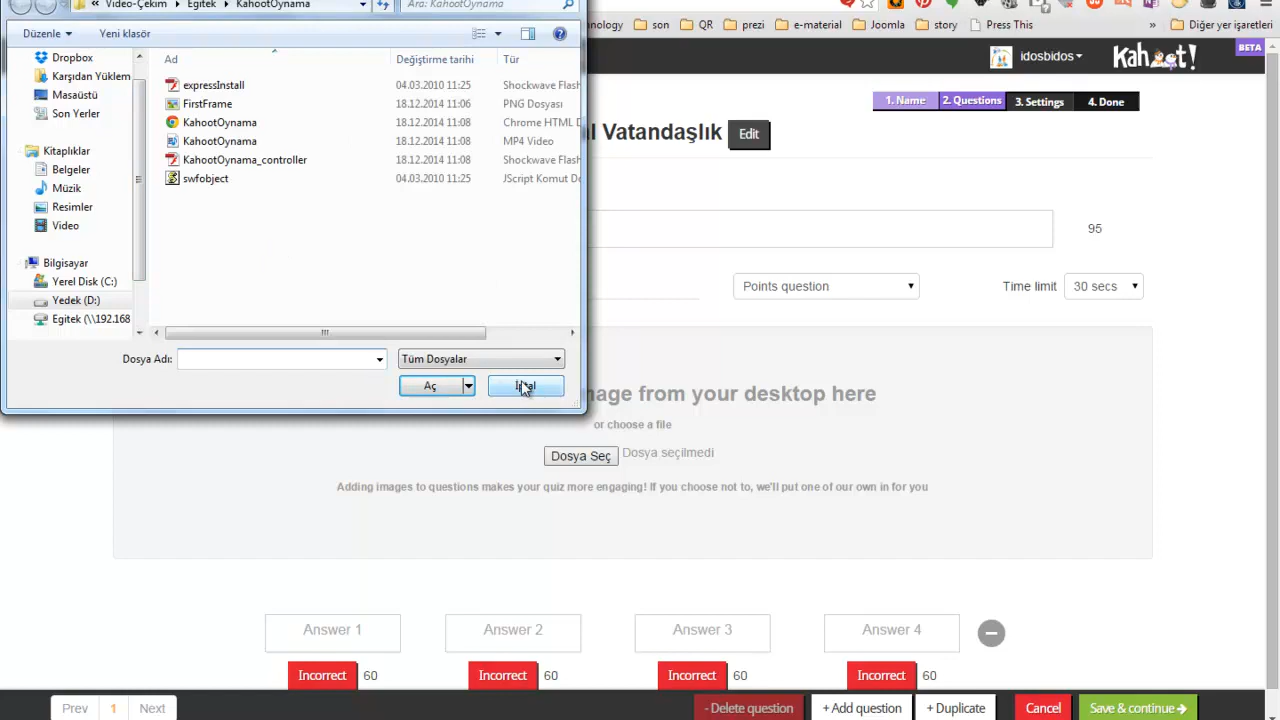 Video-Çekim ▸ Egitek ▸ KahootOynama
Ara: KahootOynama
Düzenle
Yeni klasör
Ad
Değiştirme tarihi
Tür
Dropbox
Karşıdan Yüklem
Masaüstü
Son Yerler
Kitaplıklar
Belgeler
Müzik
Resimler
Video
Bilgisayar
Yerel Disk (C:)
Yedek (D:)
Egitek (\\192.168
expressInstall 04.03.2010 11:25 Shockwave Flash
FirstFrame 18.12.2014 11:06 PNG Dosyası
KahootOynama 18.12.2014 11:08 Chrome HTML D
KahootOynama 18.12.2014 11:08 MP4 Video
KahootOynama_controller 18.12.2014 11:08 Shockwave Flash
swfobject 04.03.2010 11:25 JScript Komut Do
Dosya Adı:
Tüm Dosyalar
Aç
nology
son
QR
prezi
e-material
Joomla
story
Press This
»
Diğer yer işaretleri
idosbidos
Kahoot!
BETA
1. Name
2. Questions
3. Settings
4. Done
l Vatandaşlık
Edit
95
Points question
Time limit
30 secs
mage from your desktop here
or choose a file
Dosya Seç
Dosya seçilmedi
Adding images to questions makes your quiz more engaging! If you choose not to, we'll put one of our own in for you
Answer 1
Answer 2
Answer 3
Answer 4
Incorrect 60
Incorrect 60
Incorrect 60
Incorrect 60
Prev
1
Next
- Delete question
+ Add question
+ Duplicate
Cancel
Save & continue